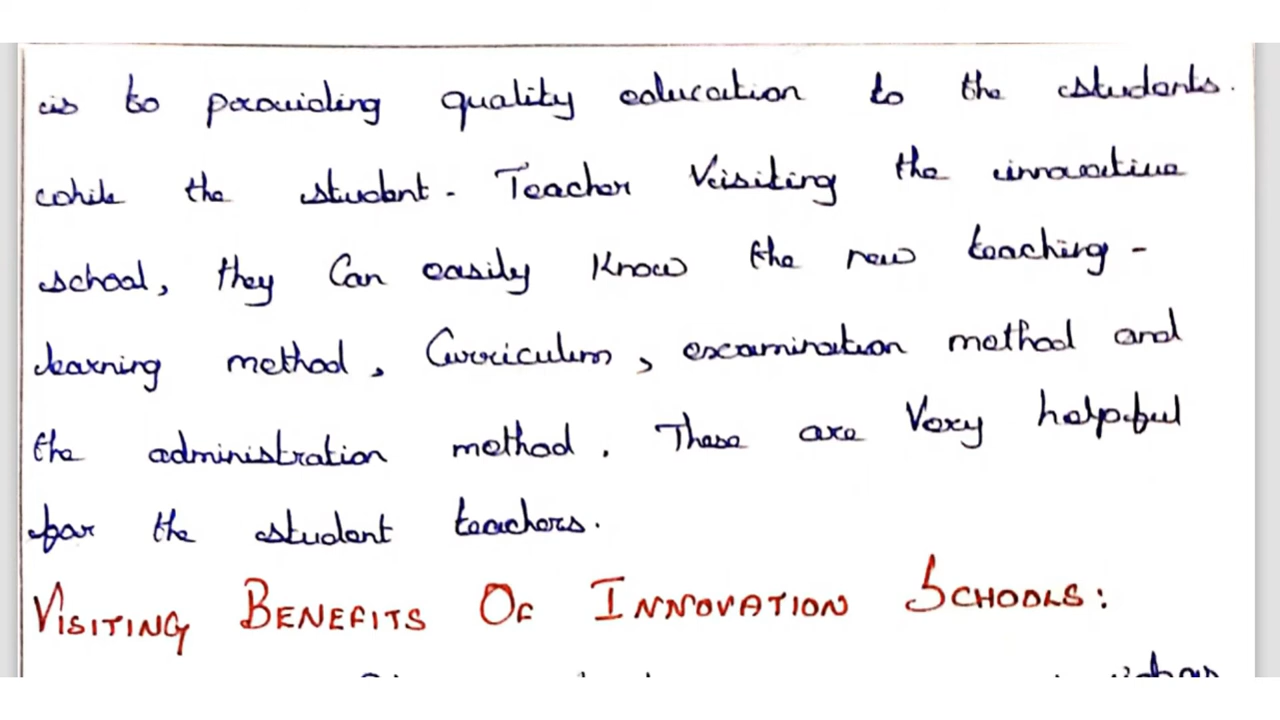 is to providing quality education to the students.
while the student - Teacher Visiting the innovative
school, they Can easily Know the new teaching -
learning method, Curriculum, examination method and
the administration method. These are Very helpful
for the student teachers.
VISITING BENEFITS OF INNOVATION SCHOOLS: